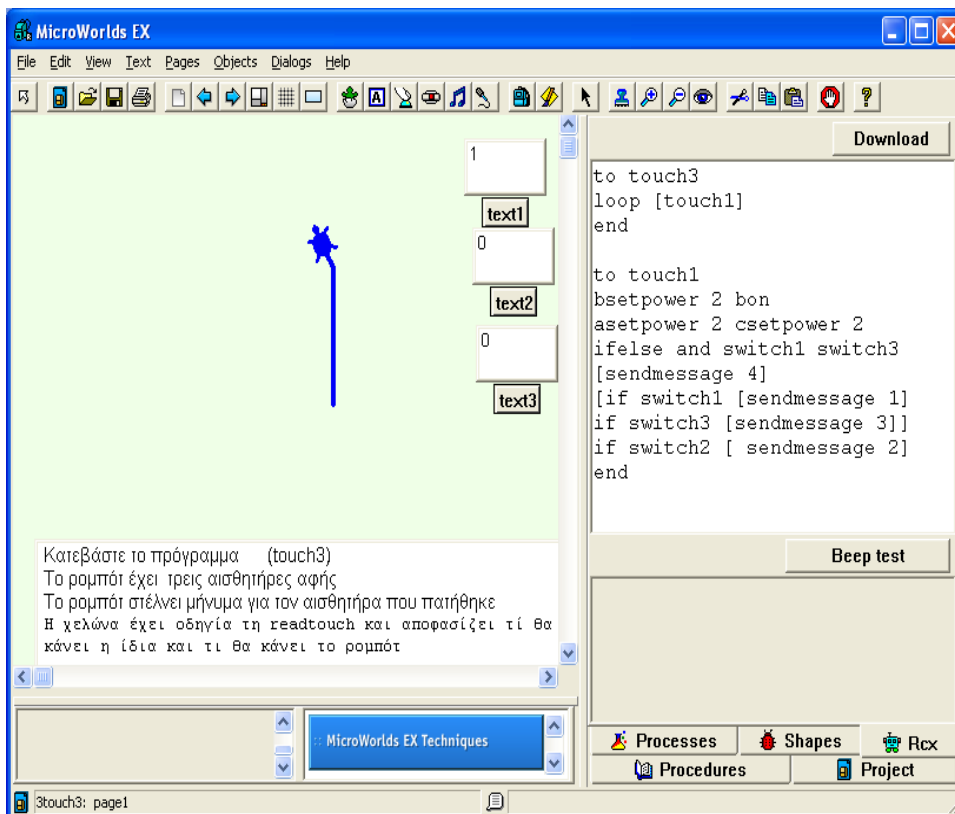 MicroWorlds EX
File Edit View Text Pages Objects Dialogs Help
1
text1
0
text2
0
text3
Κατεβάστε το πρόγραμμα (touch3)
Το ρομπότ έχει τρεις αισθητήρες αφής
Το ρομπότ στέλνει μήνυμα για τον αισθητήρα που πατήθηκε
Η χελώνα έχει οδηγία τη readtouch και αποφασίζει τί θα
κάνει η ίδια και τι θα κάνει το ρομπότ
:: MicroWorlds EX Techniques
Download
to touch3
loop [touch1]
end
to touch1
bsetpower 2 bon
asetpower 2 csetpower 2
ifelse and switch1 switch3
[sendmessage 4]
[if switch1 [sendmessage 1]
if switch3 [sendmessage 3]]
if switch2 [ sendmessage 2]
end
Beep test
Processes Shapes Rcx
Procedures Project
3touch3: page1